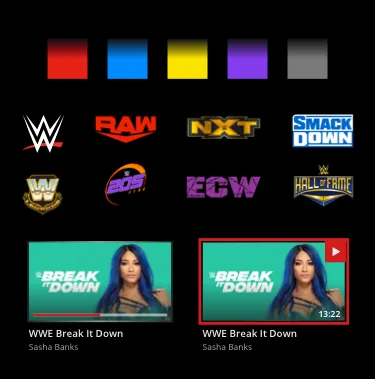 W
RAW
NXT
SMACK
DOWN
W
205
LIVE
ECW
W
HALL OF FAME
BREAK
IT DOWN
BREAK
IT DOWN
13:22
WWE Break It Down
Sasha Banks
WWE Break It Down
Sasha Banks